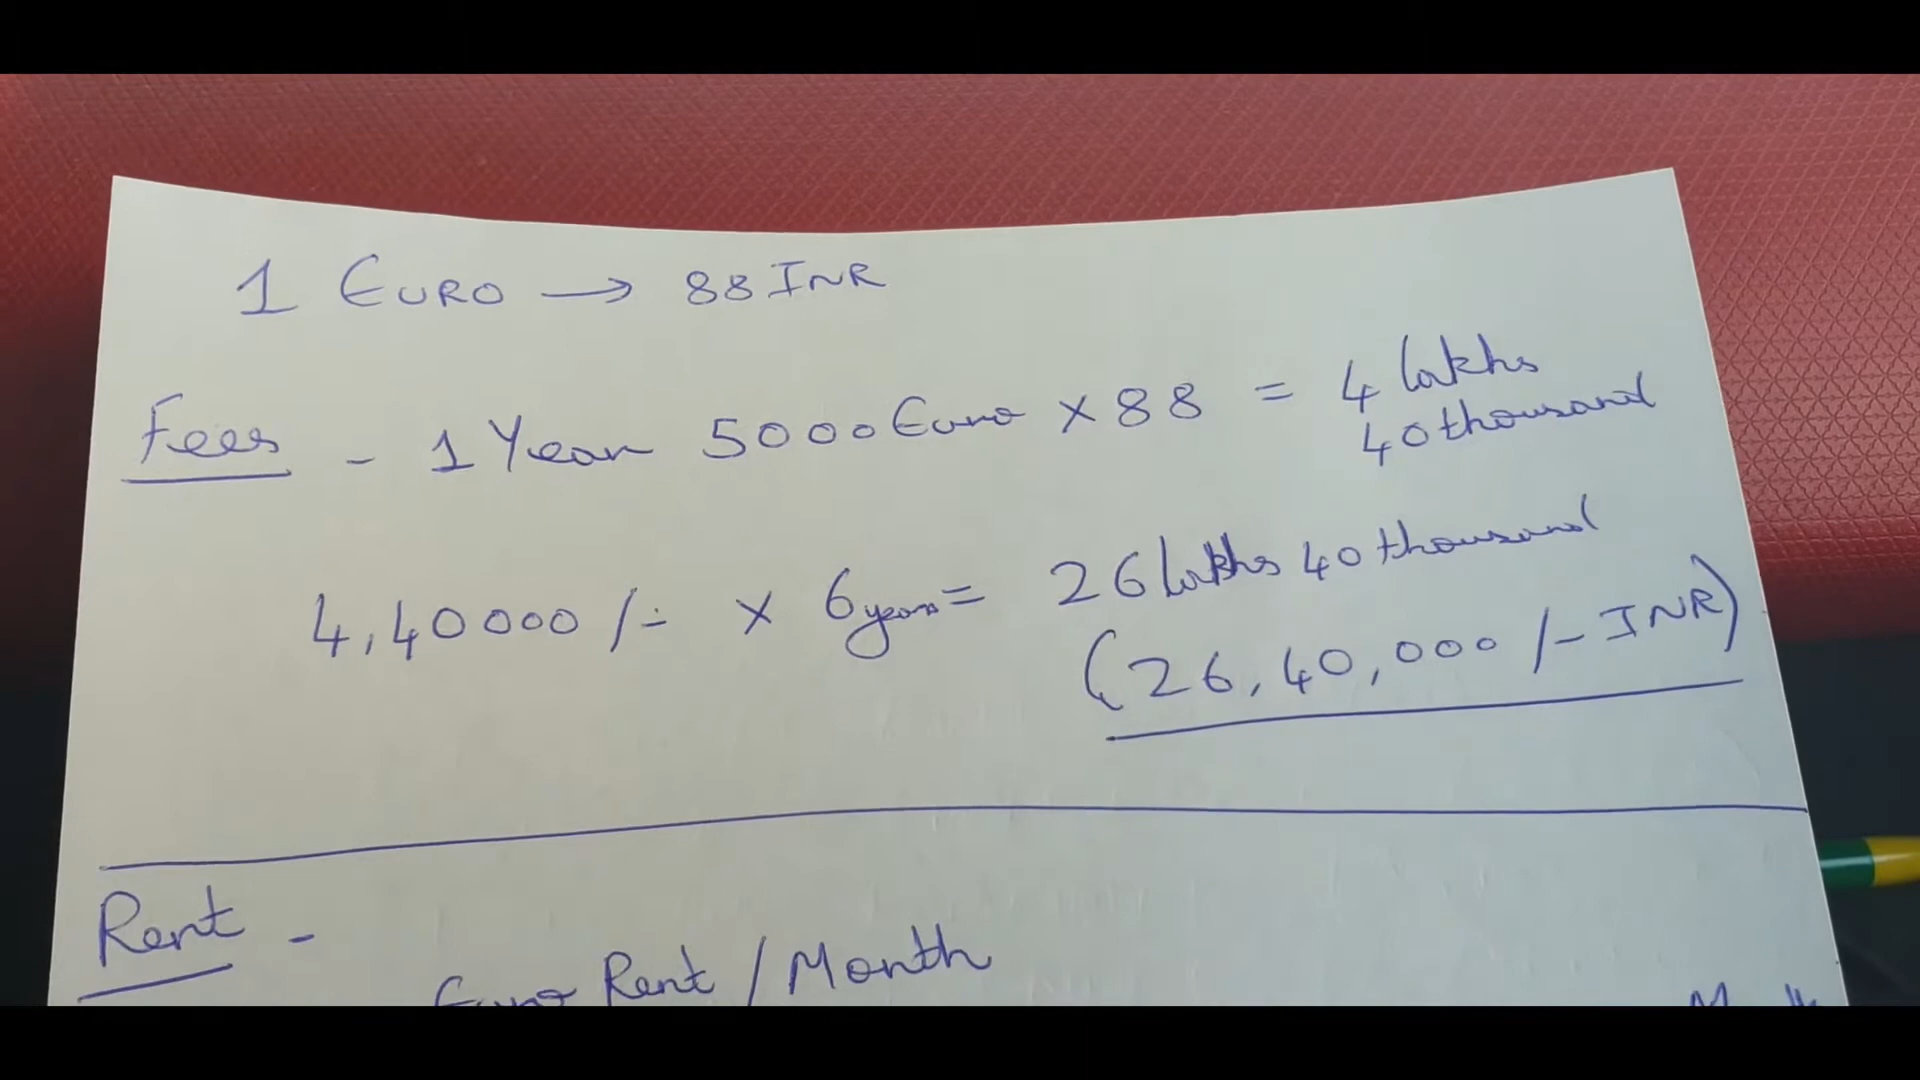 1 EURO → 88 INR
Fees - 1 Year 5000 Euro × 88 = 4 lakhs
40 thousand
4,40000/- × 6 years = 26 lakhs 40 thousand
(26,40,000/- INR)
Rent -
Euro Rent / Month